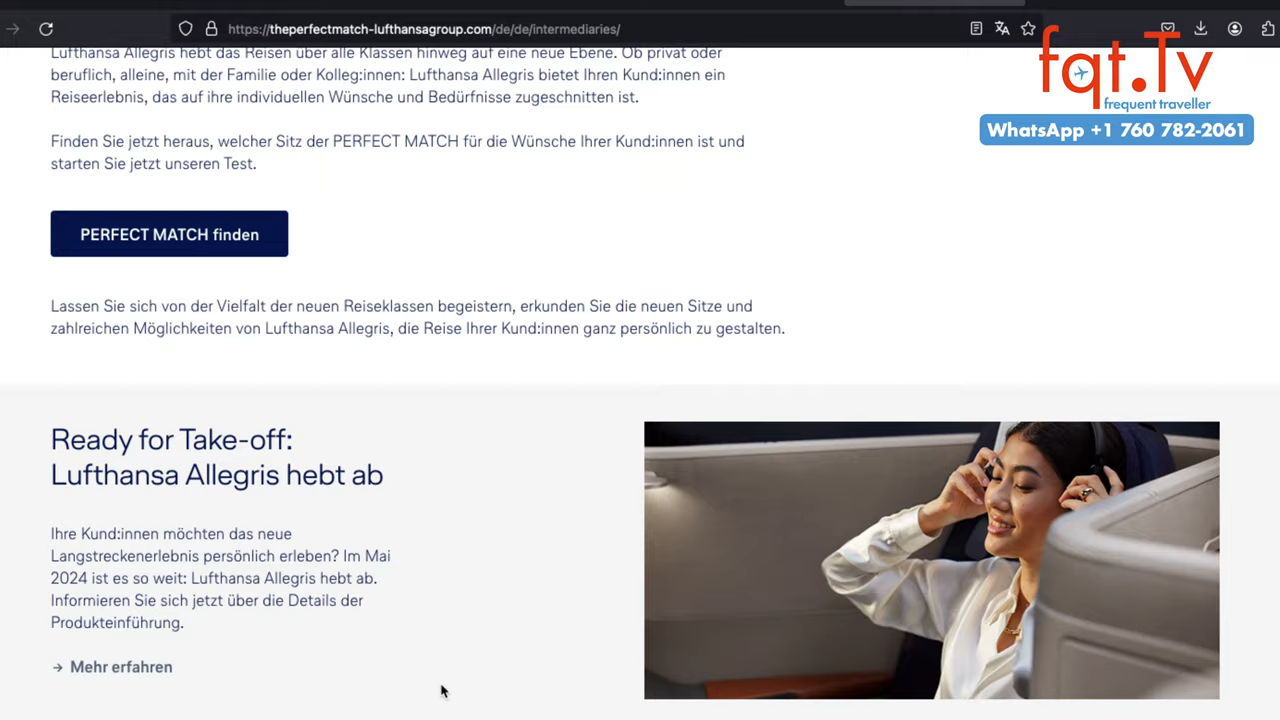 https://theperfectmatch-lufthansagroup.com/de/de/intermediaries/
fqt.Tv
frequent traveller
WhatsApp +1 760 782-2061
Lufthansa Allegris hebt das Reisen über alle Klassen hinweg auf eine neue Ebene. Ob privat oder
beruflich, alleine, mit der Familie oder Kolleg:innen: Lufthansa Allegris bietet Ihren Kund:innen ein
Reiseerlebnis, das auf ihre individuellen Wünsche und Bedürfnisse zugeschnitten ist.
Finden Sie jetzt heraus, welcher Sitz der PERFECT MATCH für die Wünsche Ihrer Kund:innen ist und
starten Sie jetzt unseren Test.
PERFECT MATCH finden
Lassen Sie sich von der Vielfalt der neuen Reiseklassen begeistern, erkunden Sie die neuen Sitze und
zahlreichen Möglichkeiten von Lufthansa Allegris, die Reise Ihrer Kund:innen ganz persönlich zu gestalten.
Ready for Take-off:
Lufthansa Allegris hebt ab
Ihre Kund:innen möchten das neue
Langstreckenerlebnis persönlich erleben? Im Mai
2024 ist es so weit: Lufthansa Allegris hebt ab.
Informieren Sie sich jetzt über die Details der
Produkteinführung.
→ Mehr erfahren